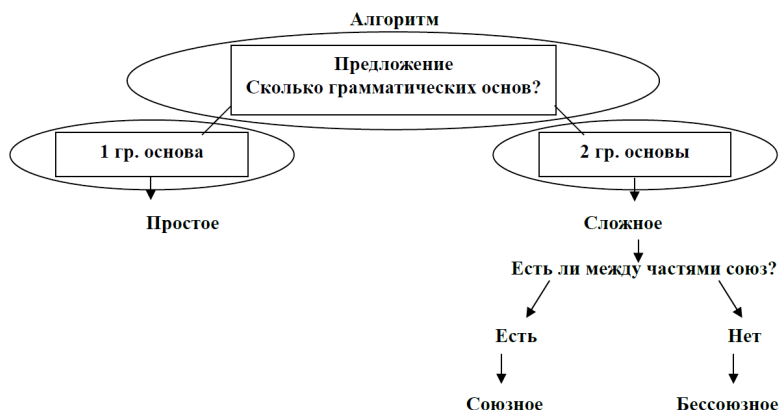 Алгоритм
Предложение
Сколько грамматических основ?
1 гр. основа
2 гр. основы
Простое
Сложное
Есть ли между частями союз?
Есть
Нет
Союзное
Бессоюзное